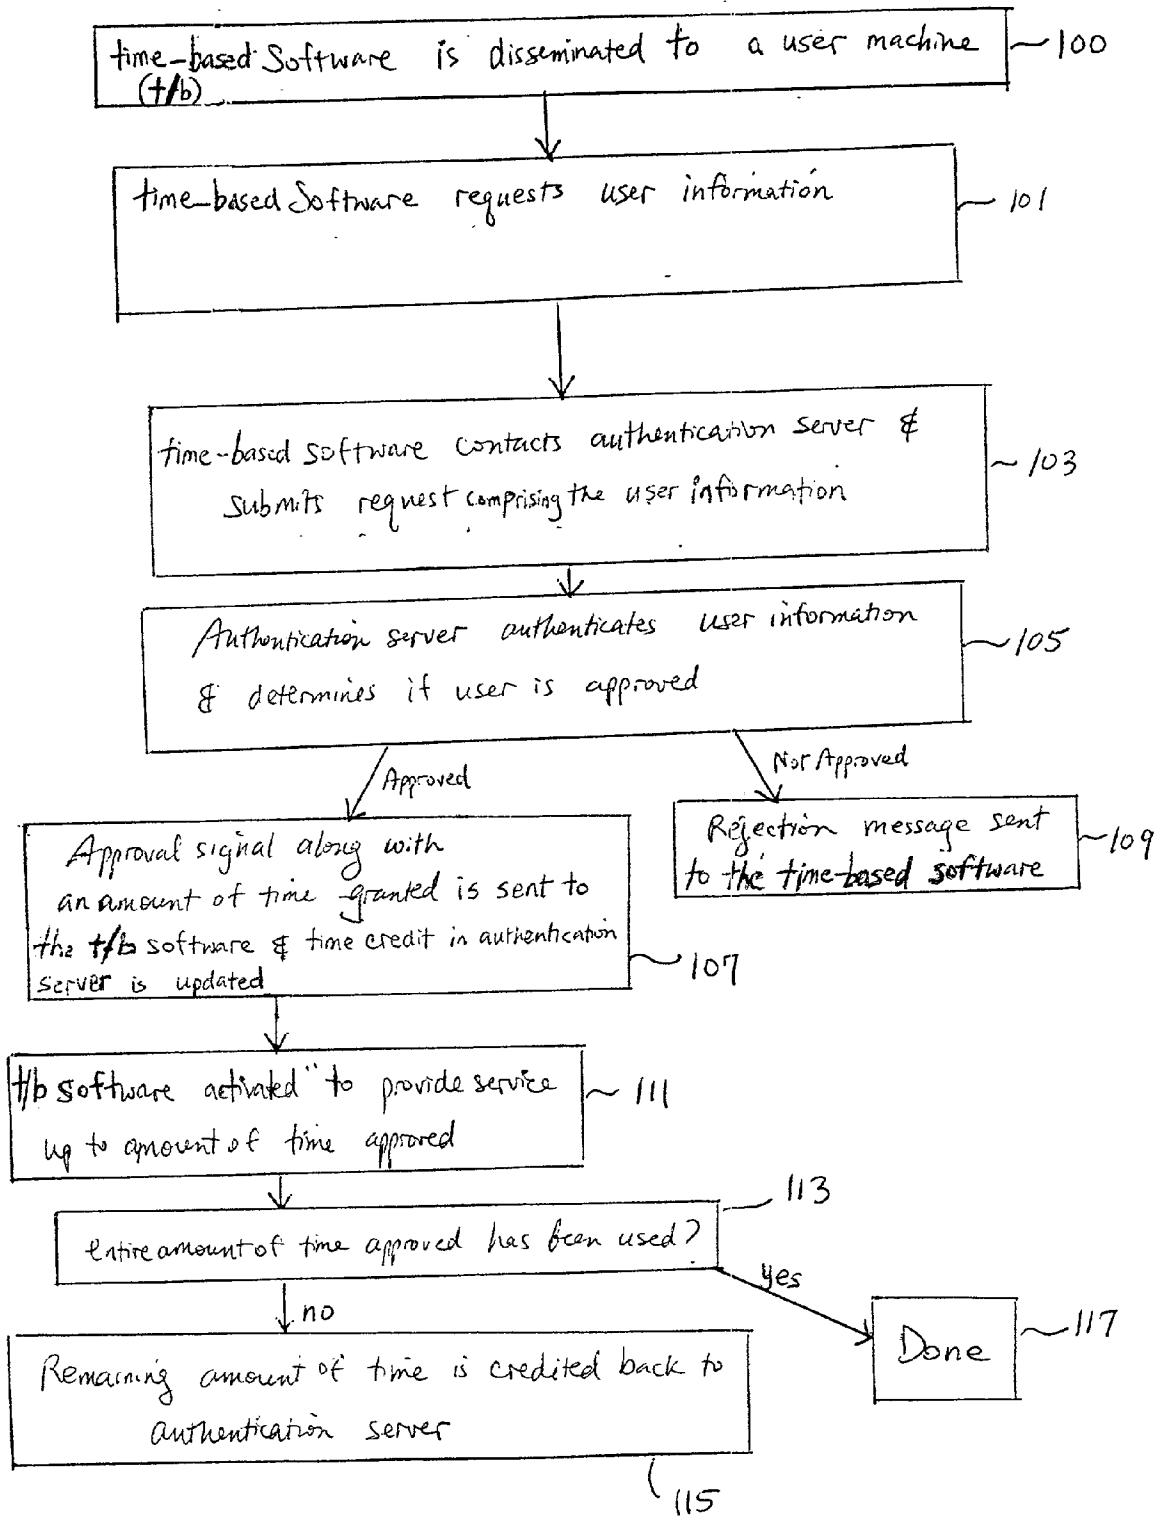 time-based Software is disseminated to a user machine
(t/b)
100
time-based Software requests user information
101
time-based software contacts authentication server &
submits request comprising the user information
103
Authentication server authenticates user information
& determines if user is approved
105
Approved
Not Approved
Approval signal along with
an amount of time granted is sent to
the t/b software & time credit in authentication
server is updated
107
Rejection message sent
to the time-based software
109
t/b software activated to provide service
up to amount of time approved
111
113
entire amount of time approved has been used?
yes
no
Done
117
Remaining amount of time is credited back to
authentication server
115